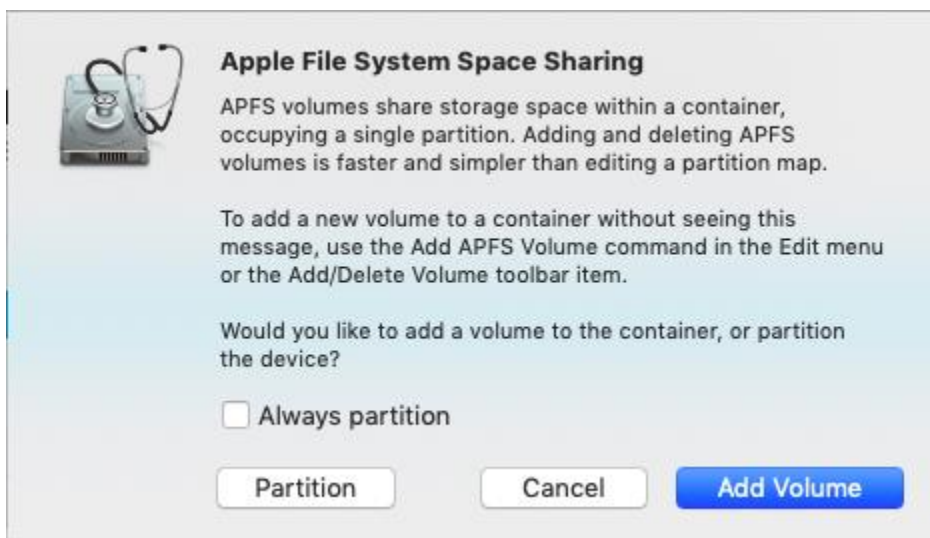 Apple File System Space Sharing
APFS volumes share storage space within a container,
occupying a single partition. Adding and deleting APFS
volumes is faster and simpler than editing a partition map.
To add a new volume to a container without seeing this
message, use the Add APFS Volume command in the Edit menu
or the Add/Delete Volume toolbar item.
Would you like to add a volume to the container, or partition
the device?
Always partition
Partition Cancel Add Volume